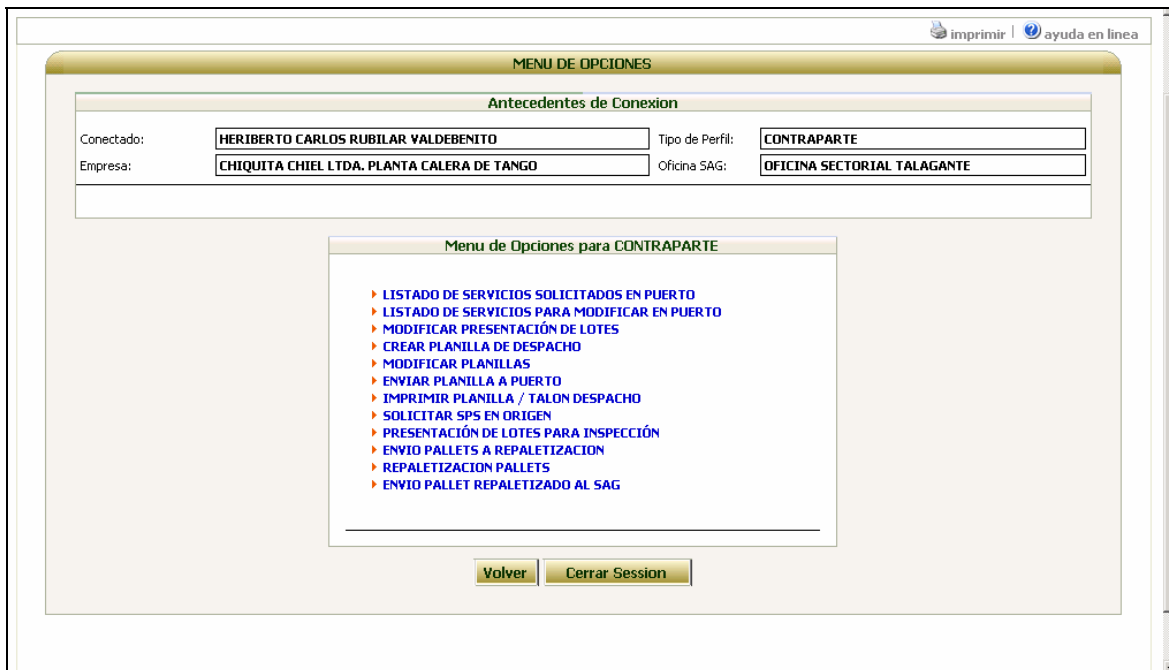 imprimir | ayuda en linea
MENU DE OPCIONES
Antecedentes de Conexion
Conectado: HERIBERTO CARLOS RUBILAR VALDEBENITO Tipo de Perfil: CONTRAPARTE
Empresa: CHIQUITA CHIEL LTDA. PLANTA CALERA DE TANGO Oficina SAG: OFICINA SECTORIAL TALAGANTE
Menu de Opciones para CONTRAPARTE
LISTADO DE SERVICIOS SOLICITADOS EN PUERTO
LISTADO DE SERVICIOS PARA MODIFICAR EN PUERTO
MODIFICAR PRESENTACIÓN DE LOTES
CREAR PLANILLA DE DESPACHO
MODIFICAR PLANILLAS
ENVIAR PLANILLA A PUERTO
IMPRIMIR PLANILLA / TALON DESPACHO
SOLICITAR SPS EN ORIGEN
PRESENTACIÓN DE LOTES PARA INSPECCIÓN
ENVIO PALLETS A REPALETIZACION
REPALETIZACION PALLETS
ENVIO PALLET REPALETIZADO AL SAG
Volver Cerrar Session